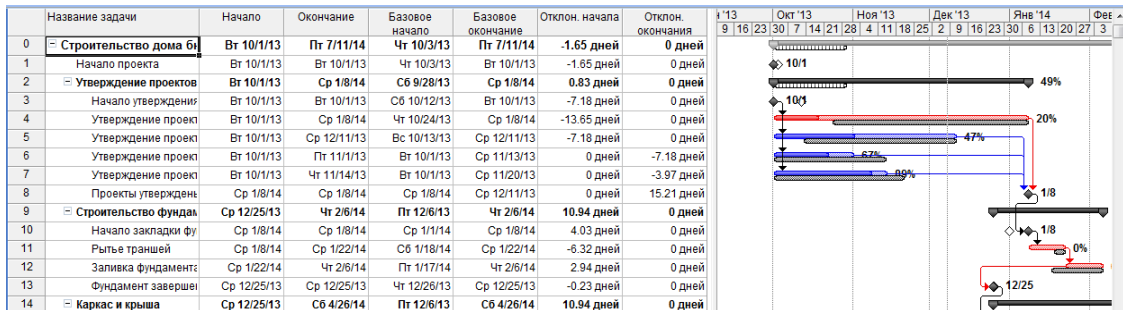 Название задачи Начало Окончание Базовое начало Базовое окончание Отклон. начала Отклон. окончания '13 Окт '13 Ноя '13 Дек '13 Янв '14 Фев
9 16 23 30 7 14 21 28 4 11 18 25 2 9 16 23 30 6 13 20 27 3
0 Строительство дома Вт 10/1/13 Пт 7/11/14 Чт 10/3/13 Пт 7/11/14 -1.65 дней 0 дней
1 Начало проекта Вт 10/1/13 Вт 10/1/13 Чт 10/3/13 Вт 10/1/13 -1.65 дней 0 дней 10/1
2 Утверждение проектов Вт 10/1/13 Ср 1/8/14 Сб 9/28/13 Ср 1/8/14 0.83 дней 0 дней 49%
3 Начало утверждения Вт 10/1/13 Вт 10/1/13 Сб 10/12/13 Вт 10/1/13 -7.18 дней 0 дней 10/1
4 Утверждение проект Вт 10/1/13 Ср 1/8/14 Чт 10/24/13 Ср 1/8/14 -13.65 дней 0 дней 20%
5 Утверждение проект Вт 10/1/13 Ср 12/11/13 Вс 10/13/13 Ср 12/11/13 -7.18 дней 0 дней 47%
6 Утверждение проект Вт 10/1/13 Пт 11/1/13 Вт 10/1/13 Ср 11/13/13 0 дней -7.18 дней 67%
7 Утверждение проект Вт 10/1/13 Чт 11/14/13 Вт 10/1/13 Ср 11/20/13 0 дней -3.97 дней 99%
8 Проекты утвержден Ср 1/8/14 Ср 1/8/14 Ср 1/8/14 Ср 12/11/13 0 дней 15.21 дней 1/8
9 Строительство фундам Ср 12/25/13 Чт 2/6/14 Пт 12/6/13 Чт 2/6/14 10.94 дней 0 дней
10 Начало закладки фу Ср 1/8/14 Ср 1/8/14 Ср 1/1/14 Ср 1/8/14 4.03 дней 0 дней 1/8
11 Рытье траншей Ср 1/8/14 Ср 1/22/14 Сб 1/18/14 Ср 1/22/14 -6.32 дней 0 дней 0%
12 Заливка фундамента Ср 1/22/14 Чт 2/6/14 Пт 1/17/14 Чт 2/6/14 2.94 дней 0 дней
13 Фундамент заверше Ср 12/25/13 Ср 12/25/13 Чт 12/26/13 Ср 12/25/13 -0.23 дней 0 дней 12/25
14 Каркас и крыша Ср 12/25/13 Сб 4/26/14 Пт 12/6/13 Сб 4/26/14 10.94 дней 0 дней